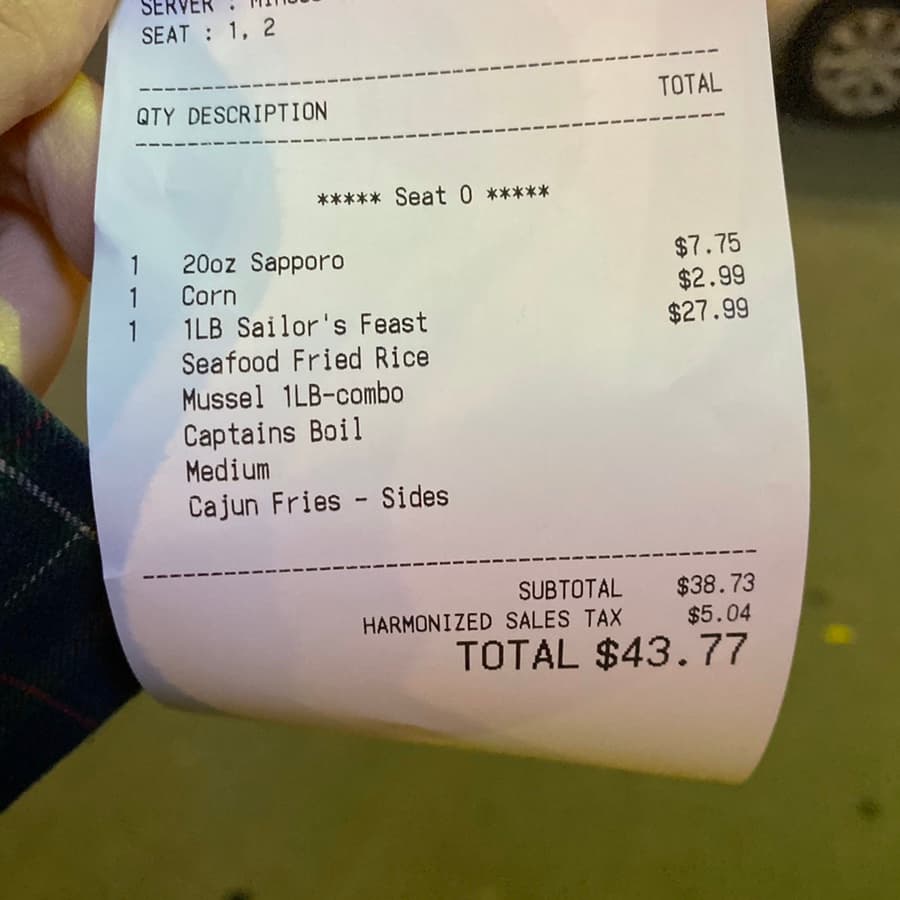 SERVER :
SEAT : 1, 2
----------------------------------------
QTY DESCRIPTION TOTAL
----------------------------------------
***** Seat 0 *****
1 20oz Sapporo $7.75
1 Corn $2.99
1 1LB Sailor's Feast $27.99
Seafood Fried Rice
Mussel 1LB-combo
Captains Boil
Medium
Cajun Fries - Sides
----------------------------------------
SUBTOTAL $38.73
HARMONIZED SALES TAX $5.04
TOTAL $43.77